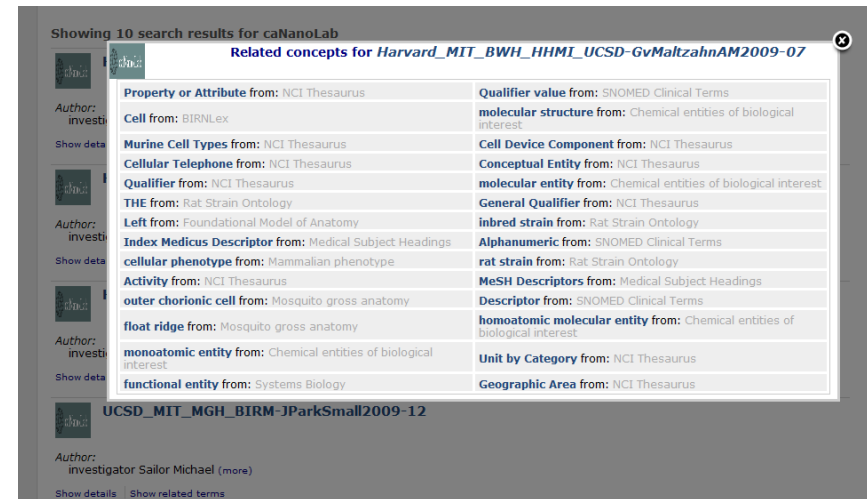 Showing 10 search results for caNanoLab
Related concepts for Harvard_MIT_BWH_HHMI_UCSD-GvMaltzahnAM2009-07
Property or Attribute from: NCI Thesaurus
Qualifier value from: SNOMED Clinical Terms
Author:
Cell from: BIRNLex
molecular structure from: Chemical entities of biological
interest
investi
Show deta
Murine Cell Types from: NCI Thesaurus
Cell Device Component from: NCI Thesaurus
Cellular Telephone from: NCI Thesaurus
Conceptual Entity from: NCI Thesaurus
Qualifier from: NCI Thesaurus
molecular entity from: Chemical entities of biological interest
THE from: Rat Strain Ontology
General Qualifier from: NCI Thesaurus
Author:
Left from: Foundational Model of Anatomy
inbred strain from: Rat Strain Ontology
investi
Index Medicus Descriptor from: Medical Subject Headings
Alphanumeric from: SNOMED Clinical Terms
Show deta
cellular phenotype from: Mammalian phenotype
rat strain from: Rat Strain Ontology
Activity from: NCI Thesaurus
MeSH Descriptors from: Medical Subject Headings
outer chorionic cell from: Mosquito gross anatomy
Descriptor from: SNOMED Clinical Terms
float ridge from: Mosquito gross anatomy
homoatomic molecular entity from: Chemical entities of
biological interest
Author:
investi
monoatomic entity from: Chemical entities of biological
interest
Unit by Category from: NCI Thesaurus
Show deta
functional entity from: Systems Biology
Geographic Area from: NCI Thesaurus
UCSD_MIT_MGH_BIRM-JParkSmall2009-12
Author:
investigator Sailor Michael (more)
Show details Show related terms